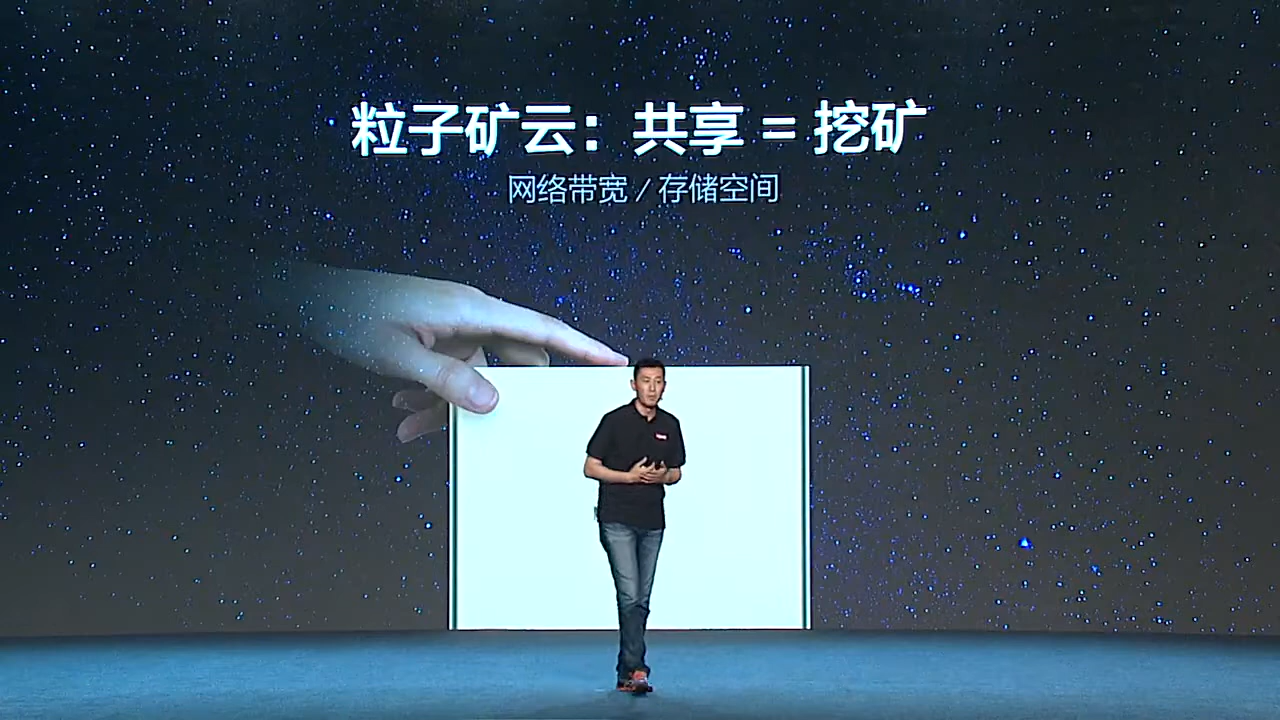 粒子矿云：共享 = 挖矿
网络带宽 / 存储空间